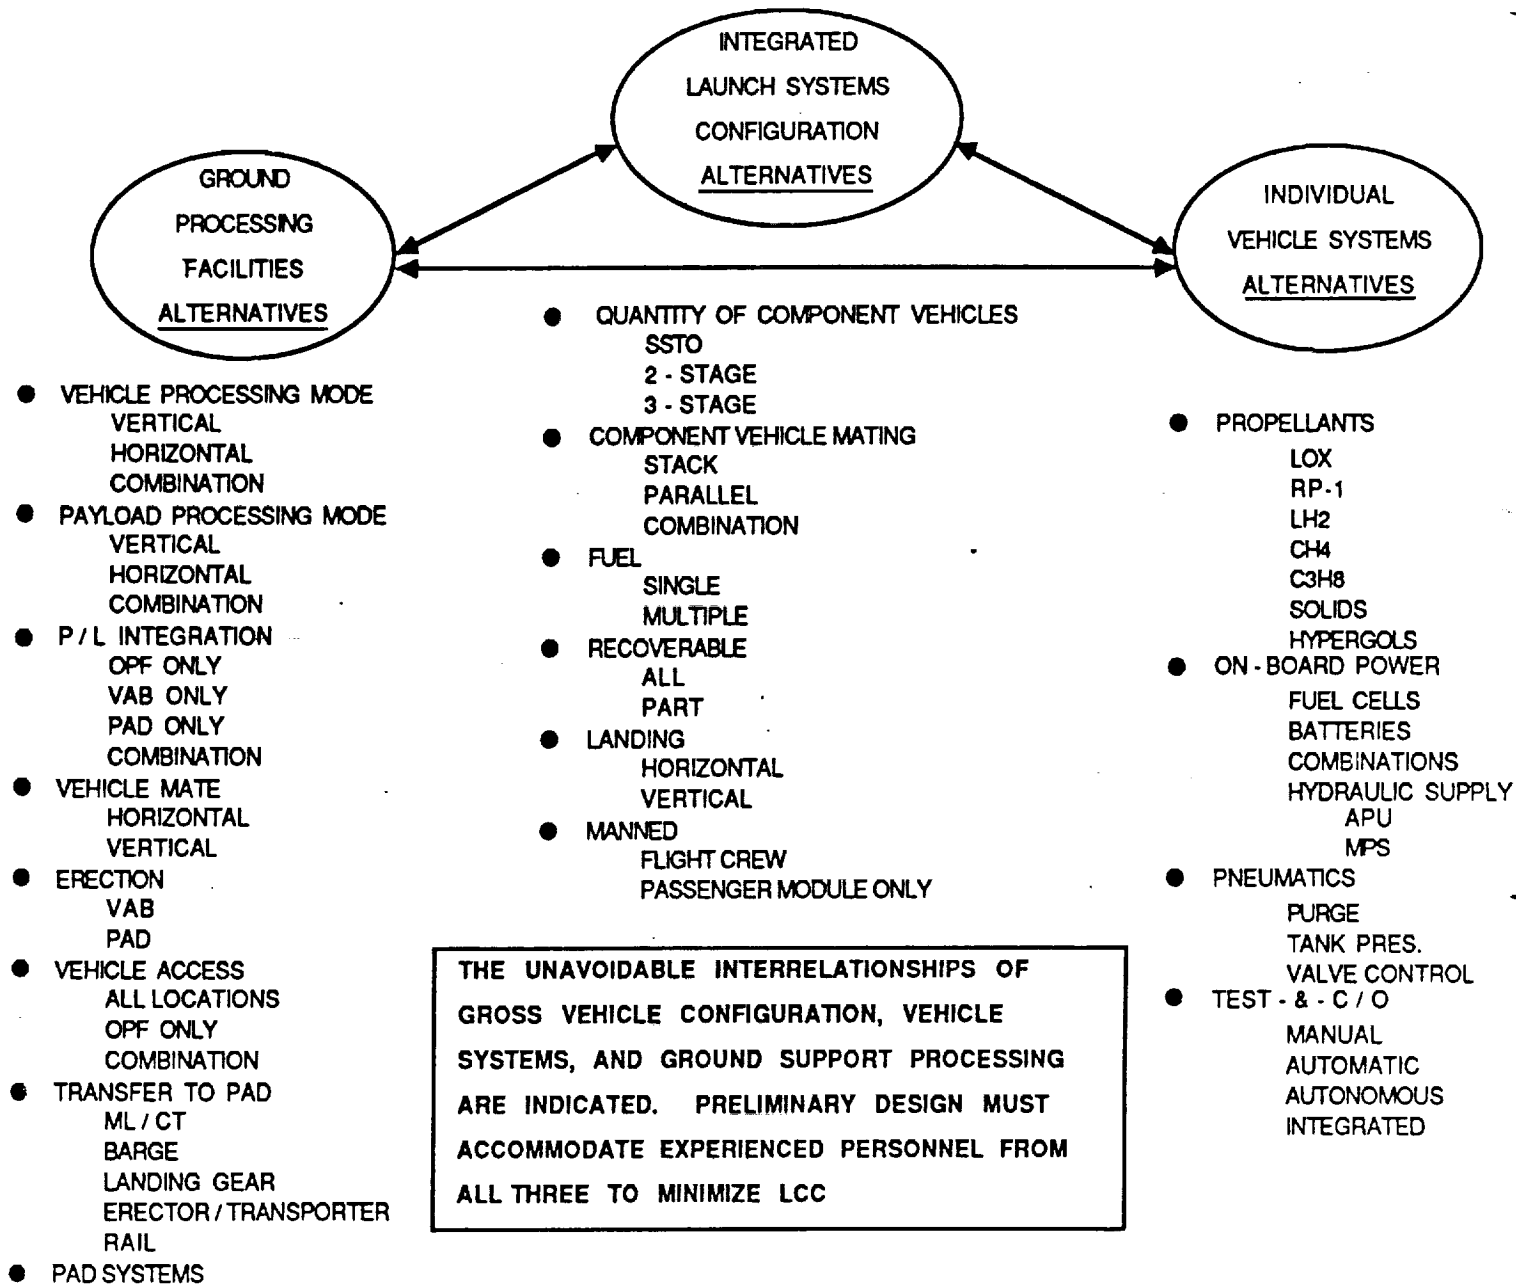 INTEGRATED
LAUNCH SYSTEMS
CONFIGURATION
ALTERNATIVES
GROUND
PROCESSING
FACILITIES
ALTERNATIVES
INDIVIDUAL
VEHICLE SYSTEMS
ALTERNATIVES
● VEHICLE PROCESSING MODE
VERTICAL
HORIZONTAL
COMBINATION
● PAYLOAD PROCESSING MODE
VERTICAL
HORIZONTAL
COMBINATION
● P / L INTEGRATION
OPF ONLY
VAB ONLY
PAD ONLY
COMBINATION
● VEHICLE MATE
HORIZONTAL
VERTICAL
● ERECTION
VAB
PAD
● VEHICLE ACCESS
ALL LOCATIONS
OPF ONLY
COMBINATION
● TRANSFER TO PAD
ML / CT
BARGE
LANDING GEAR
ERECTOR / TRANSPORTER
RAIL
● PAD SYSTEMS
● QUANTITY OF COMPONENT VEHICLES
SSTO
2 - STAGE
3 - STAGE
● COMPONENT VEHICLE MATING
STACK
PARALLEL
COMBINATION
● FUEL
SINGLE
MULTIPLE
● RECOVERABLE
ALL
PART
● LANDING
HORIZONTAL
VERTICAL
● MANNED
FLIGHT CREW
PASSENGER MODULE ONLY
THE UNAVOIDABLE INTERRELATIONSHIPS OF
GROSS VEHICLE CONFIGURATION, VEHICLE
SYSTEMS, AND GROUND SUPPORT PROCESSING
ARE INDICATED. PRELIMINARY DESIGN MUST
ACCOMMODATE EXPERIENCED PERSONNEL FROM
ALL THREE TO MINIMIZE LCC
● PROPELLANTS
LOX
RP-1
LH2
CH4
C3H8
SOLIDS
HYPERGOLS
● ON - BOARD POWER
FUEL CELLS
BATTERIES
COMBINATIONS
HYDRAULIC SUPPLY
APU
MPS
● PNEUMATICS
PURGE
TANK PRES.
VALVE CONTROL
● TEST - & - C / O
MANUAL
AUTOMATIC
AUTONOMOUS
INTEGRATED